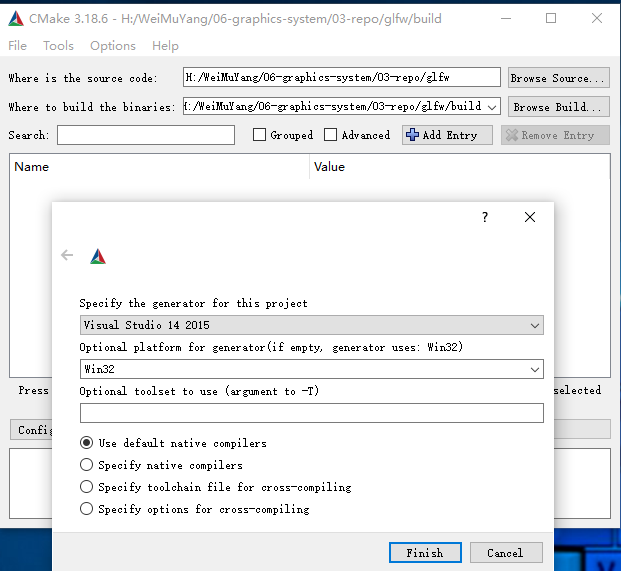 CMake 3.18.6 - H:/WeiMuYang/06-graphics-system/03-repo/glfw/build
File Tools Options Help
Where is the source code: H:/WeiMuYang/06-graphics-system/03-repo/glfw Browse Source...
Where to build the binaries: :/WeiMuYang/06-graphics-system/03-repo/glfw/build Browse Build...
Search: Grouped Advanced Add Entry Remove Entry
Name Value
?
Specify the generator for this project
Visual Studio 14 2015
Optional platform for generator(if empty, generator uses: Win32)
Win32
Optional toolset to use (argument to -T)
Press selected
Config
Use default native compilers
Specify native compilers
Specify toolchain file for cross-compiling
Specify options for cross-compiling
Finish Cancel